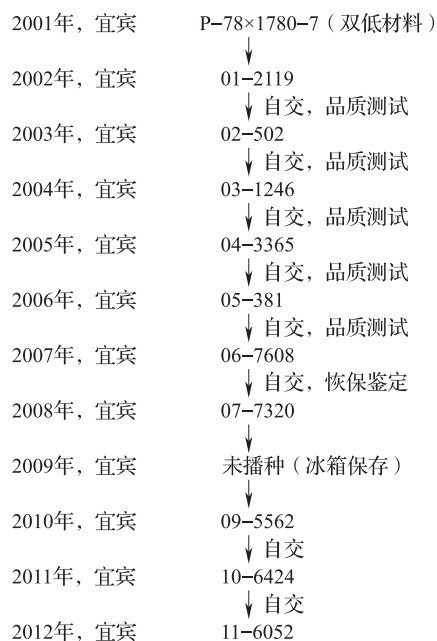 2001年，宜宾 P-78×1780-7（双低材料）
2002年，宜宾 01-2119
自交，品质测试
2003年，宜宾 02-502
自交，品质测试
2004年，宜宾 03-1246
自交，品质测试
2005年，宜宾 04-3365
自交，品质测试
2006年，宜宾 05-381
自交，品质测试
2007年，宜宾 06-7608
自交，恢保鉴定
2008年，宜宾 07-7320
2009年，宜宾 未播种（冰箱保存）
2010年，宜宾 09-5562
自交
2011年，宜宾 10-6424
自交
2012年，宜宾 11-6052